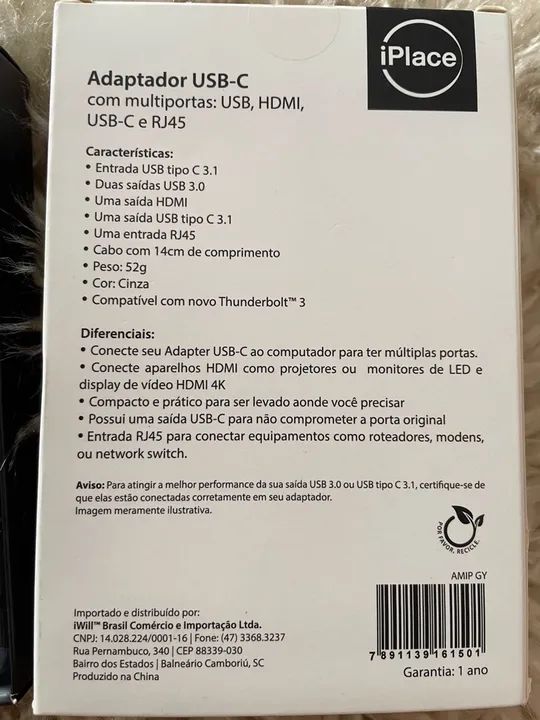 iPlace
Adaptador USB-C
com multiportas: USB, HDMI,
USB-C e RJ45
Características:
• Entrada USB tipo C 3.1
• Duas saídas USB 3.0
• Uma saída HDMI
• Uma saída USB tipo C 3.1
• Uma entrada RJ45
• Cabo com 14cm de comprimento
• Peso: 52g
• Cor: Cinza
• Compatível com novo Thunderbolt™ 3
Diferenciais:
• Conecte seu Adapter USB-C ao computador para ter múltiplas portas.
• Conecte aparelhos HDMI como projetores ou monitores de LED e
display de vídeo HDMI 4K
• Compacto e prático para ser levado aonde você precisar
• Possui uma saída USB-C para não comprometer a porta original
• Entrada RJ45 para conectar equipamentos como roteadores, modens,
ou network switch.
Aviso: Para atingir a melhor performance da sua saída USB 3.0 ou USB tipo C 3.1, certifique-se de
que elas estão conectadas corretamente em seu adaptador.
Imagem meramente ilustrativa.
POR FAVOR, RECICLE.
AMIP GY
7891139161501
Garantia: 1 ano
Importado e distribuído por:
iWill™ Brasil Comércio e Importação Ltda.
CNPJ: 14.028.224/0001-16 | Fone: (47) 3368.3237
Rua Pernambuco, 340 | CEP 88339-030
Bairro dos Estados | Balneário Camboriú, SC
Produzido na China